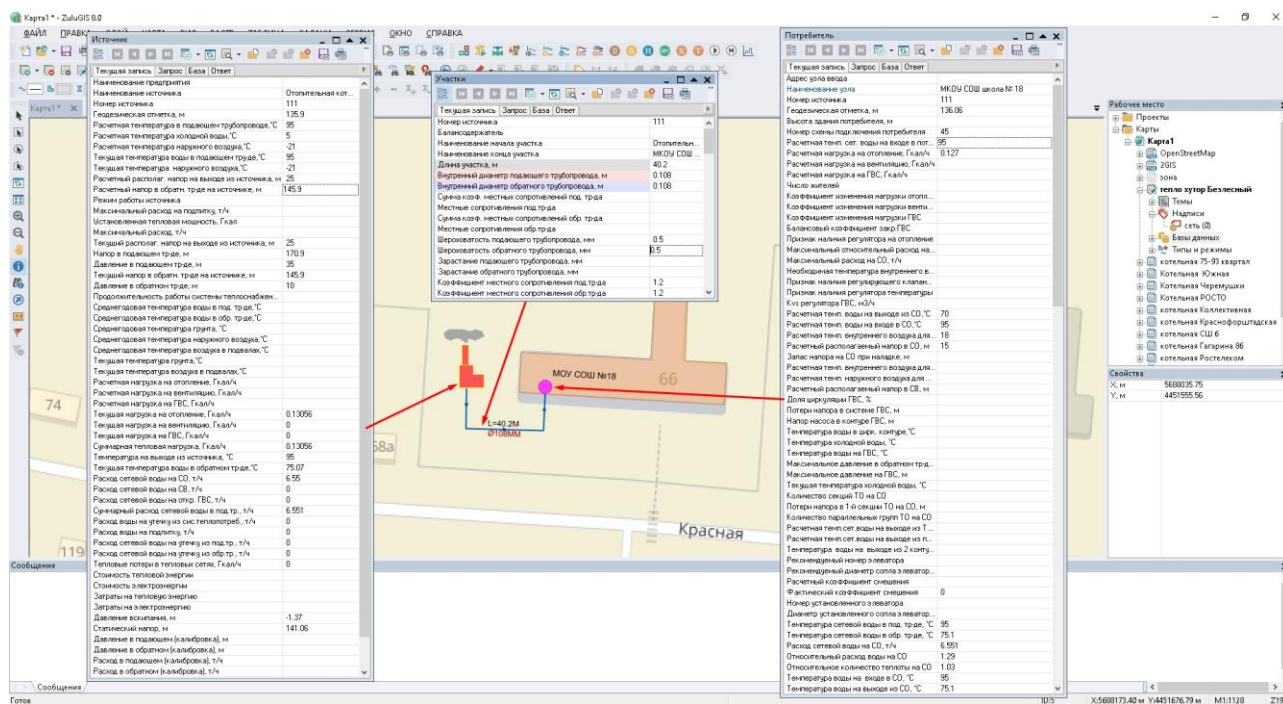 Карта1 * - ZuluGIS 8.0
ФАЙЛ
ОКНО СПРАВКА
Источник
Текущая запись Запрос База Ответ
Наименование предприятия
Наименование источника Отопительная кот...
Номер источника 111
Геодезическая отметка, м 135.9
Расчетная температура в подающем трубопроводе,°C 95
Расчетная температура холодной воды,°C 5
Расчетная температура наружного воздуха,°C -21
Текущая температура воды в подающем тр-де,°C 95
Текущая температура наружного воздуха,°C -21
Расчетный располаг. напор на выходе из источника, м 25
Расчетный напор в обратн. тр-де на источнике, м 145.9
Режим работы источника
Максимальный расход на подпитку, т/ч
Установленная тепловая мощность, Гкал
Максимальный расход, т/ч
Текущий располаг. напор на выходе из источника, м 25
Напор в подающем тр-де, м 170.9
Давление в подающем тр-де, м 35
Текущий напор в обратн. тр-де на источнике, м 145.9
Давление в обратном тр-де, м 10
Продолжительность работы системы теплоснабжен...
Среднегодовая температура воды в под. тр-де,°C
Среднегодовая температура воды в обр. тр-де,°C
Среднегодовая температура грунта, °C
Среднегодовая температура наружного воздуха,°C
Среднегодовая температура воздуха в подвалах,°C
Текущая температура грунта,°C
Текущая температура воздуха в подвалах,°C
Расчетная нагрузка на отопление, Гкал/ч
Расчетная нагрузка на вентиляцию, Гкал/ч
Расчетная нагрузка на ГВС, Гкал/ч
Текущая нагрузка на отопление, Гкал/ч 0.13056
Текущая нагрузка на вентиляцию, Гкал/ч 0
Текущая нагрузка на ГВС, Гкал/ч 0
Суммарная тепловая нагрузка, Гкал/ч 0.13056
Температура на выходе из источника, °C 95
Текущая температура воды в обратном тр-де,°C 75.07
Расход сетевой воды на СО, т/ч 6.55
Расход сетевой воды на СВ, т/ч 0
Расход сетевой воды на откр. ГВС, т/ч 0
Суммарный расход сетевой воды в под.тр., т/ч 6.551
Расход воды на утечку из сис.теплопотреб., т/ч 0
Расход воды на подпитку, т/ч 0
Расход сетевой воды на утечку из под.тр., т/ч 0
Расход сетевой воды на утечку из обр.тр., т/ч 0
Тепловые потери в тепловых сетях, Гкал/ч 0
Стоимость тепловой энергии
Стоимость электроэнергии
Затраты на тепловую энергию
Затраты на электроэнергию
Давление вскипания, м -1.37
Статический напор, м 141.06
Давление в подающем (калибровка), м
Давление в обратном (калибровка), м
Расход в подающем (калибровка), т/ч
Расход в обратном (калибровка), т/ч
Участки
Текущая запись Запрос База Ответ
Номер источника 111
Балансодержатель
Наименование начала участка Отопительн...
Наименование конца участка МКОУ СОШ ...
Длина участка, м 40.2
Внутренний диаметр подающего трубопровода, м 0.108
Внутренний диаметр обратного трубопровода, м 0.108
Сумма коэф. местных сопротивлений под. тр-да
Местные сопротивления под.тр-да
Сумма коэф. местных сопротивлений обр. тр-да
Местные сопротивления обр.тр-да
Шероховатость подающего трубопровода, мм 0.5
Шероховатость обратного трубопровода, мм 0.5
Зарастание подающего трубопровода, мм
Зарастание обратного трубопровода, мм
Коэффициент местного сопротивления под.тр-да 1.2
Коэффициент местного сопротивления обр.тр-да 1.2
Карта1 *
74
58а
119
МОУ СОШ №18
66
L=40.2М
Ø108ММ
Красная
Потребитель
Текущая запись Запрос База Ответ
Адрес узла ввода
Наименование узла МКОУ СОШ школа № 18
Номер источника 111
Геодезическая отметка, м 136.06
Высота здания потребителя, м
Номер схемы подключения потребителя 45
Расчетная темп. сет. воды на входе в пот... 95
Расчетная нагрузка на отопление, Гкал/ч 0.127
Расчетная нагрузка на вентиляцию, Гкал/ч
Расчетная нагрузка на ГВС, Гкал/ч
Число жителей
Коэффициент изменения нагрузки отопл...
Коэффициент изменения нагрузки венти...
Коэффициент изменения нагрузки ГВС
Балансовый коэффициент закр.ГВС
Признак наличия регулятора на отопление
Максимальный относительный расход на...
Максимальный расход на СО, т/ч
Необходимая температура внутреннего в...
Признак наличия регулирующего клапан...
Признак наличия регулятора температуры
Kvs регулятора ГВС, м3/ч
Расчетная темп. воды на выходе из СО,°C 70
Расчетная темп. воды на входе в СО,°C 95
Расчетная темп. внутреннего воздуха для... 18
Расчетный располагаемый напор в СО, м 15
Запас напора на СО при наладке, м
Расчетная темп. внутреннего воздуха для...
Расчетная темп. наружного воздуха для ...
Расчетный располагаемый напор в СВ, м
Доля циркуляции ГВС, %
Потери напора в системе ГВС, м
Напор насоса в контуре ГВС, м
Температура воды в цирк. контуре,°C
Температура холодной воды, °C
Температура воды на ГВС, °C
Максимальное давление в обратном тр-д...
Максимальное давление на ГВС, м
Текущая температура холодной воды, °C
Количество секций ТО на СО
Потери напора в 1-й секции ТО на СО, м
Количество параллельных групп ТО на СО
Расчетная темп.сет.воды на выходе из Т...
Расчетная темп.сет.воды на выходе из п...
Температура воды на выходе из 2 конту...
Рекомендуемый номер элеватора
Рекомендуемый диаметр сопла элеватор...
Расчетный коэффициент смешения
Фактический коэффициент смешения 0
Номер установленного элеватора
Диаметр установленного сопла элеватор...
Температура сетевой воды в под. тр-де, °C 95
Температура сетевой воды в обр. тр-де, °C 75.1
Расход сетевой воды на СО, т/ч 6.551
Относительный расход воды на СО 1.29
Относительное количество теплоты на СО 1.03
Температура воды на входе в СО, °C 95
Температура воды на выходе из СО, °C 75.1
Рабочее место
Проекты
Карты
Карта1
OpenStreetMap
2GIS
зона
тепло хутор Безлесный
Темы
Надписи
сеть (0)
Базы данных
Типы и режимы
котельная 75-93 квартал
Котельная Южная
Котельная Черемушки
Котельная РОСТО
котельная Коллективная
котельная Краснофорштадская
котельная СШ 6
котельная Гагарина 86
котельная Ростелеком
Свойства
X, м 5688035.75
Y, м 4451555.56
Сообщения
Сообщения
Готов
ID:5 X:5688173.40 м Y:4451676.79 м М1:1128 Z19